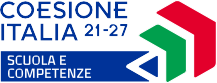 COESIONE
ITALIA 21-27
SCUOLA E
COMPETENZE